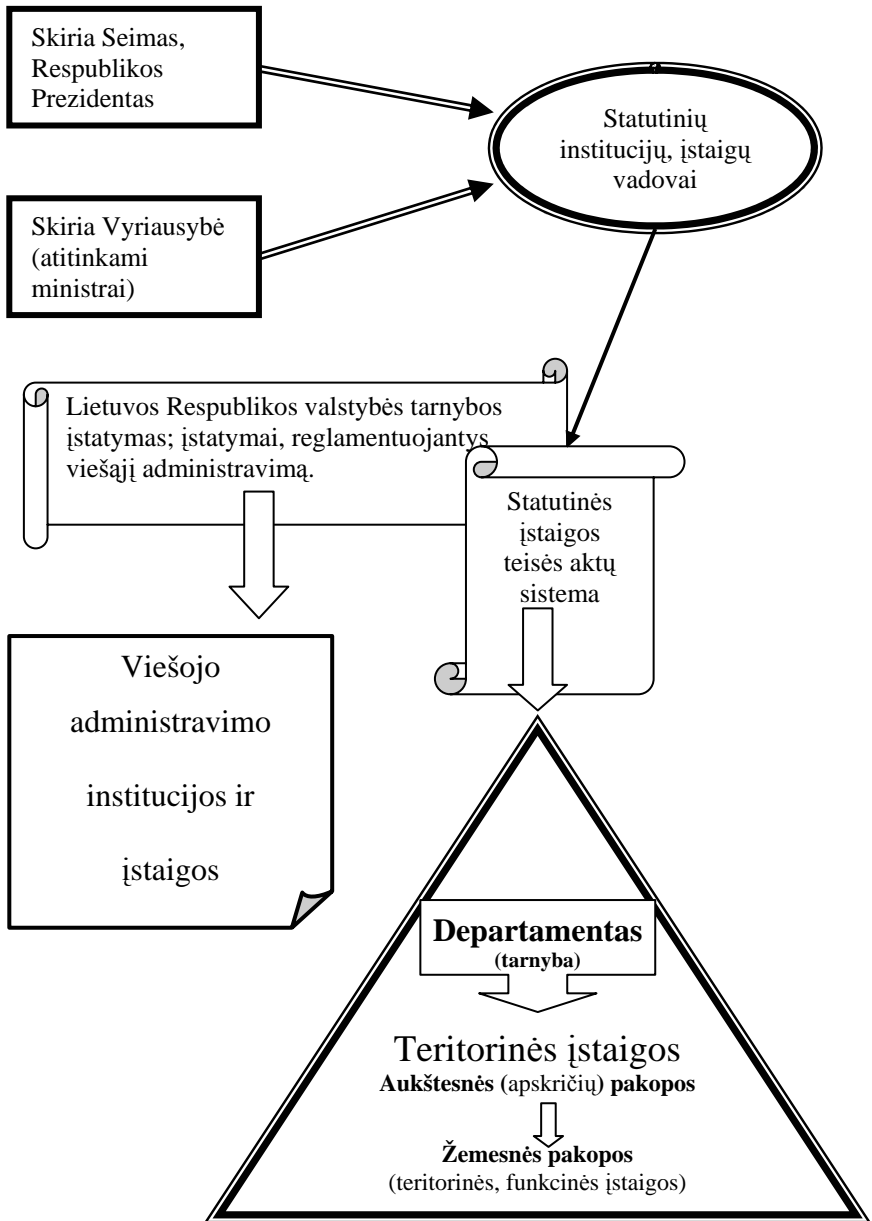 Skiria Seimas,
Respublikos
Prezidentas
Statutinių
institucijų, įstaigų
vadovai
Skiria Vyriausybė
(atitinkami
ministrai)
Lietuvos Respublikos valstybės tarnybos
įstatymas; įstatymai, reglamentuojantys
viešąjį administravimą.
Statutinės
įstaigos
teisės aktų
sistema
Viešojo
administravimo
institucijos ir
įstaigos
Departamentas
(tarnyba)
Teritorinės įstaigos
Aukštesnės (apskričių) pakopos
Žemesnės pakopos
(teritorinės, funkcinės įstaigos)